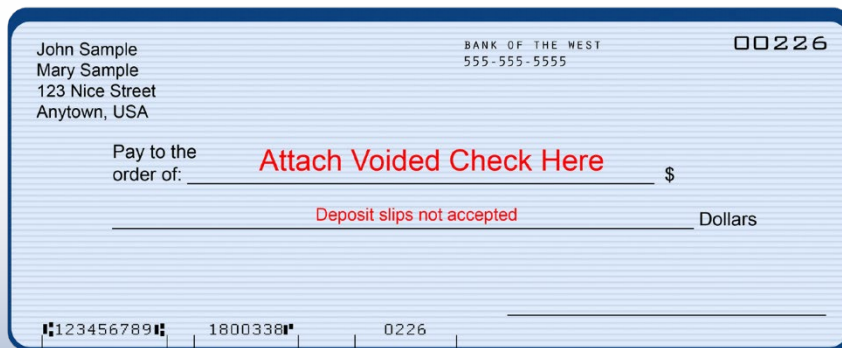 John Sample
Mary Sample
123 Nice Street
Anytown, USA
BANK OF THE WEST
555-555-5555
00226
Pay to the
order of: Attach Voided Check Here $
Deposit slips not accepted Dollars
⑆123456789⑆ 1800338⑈ 0226